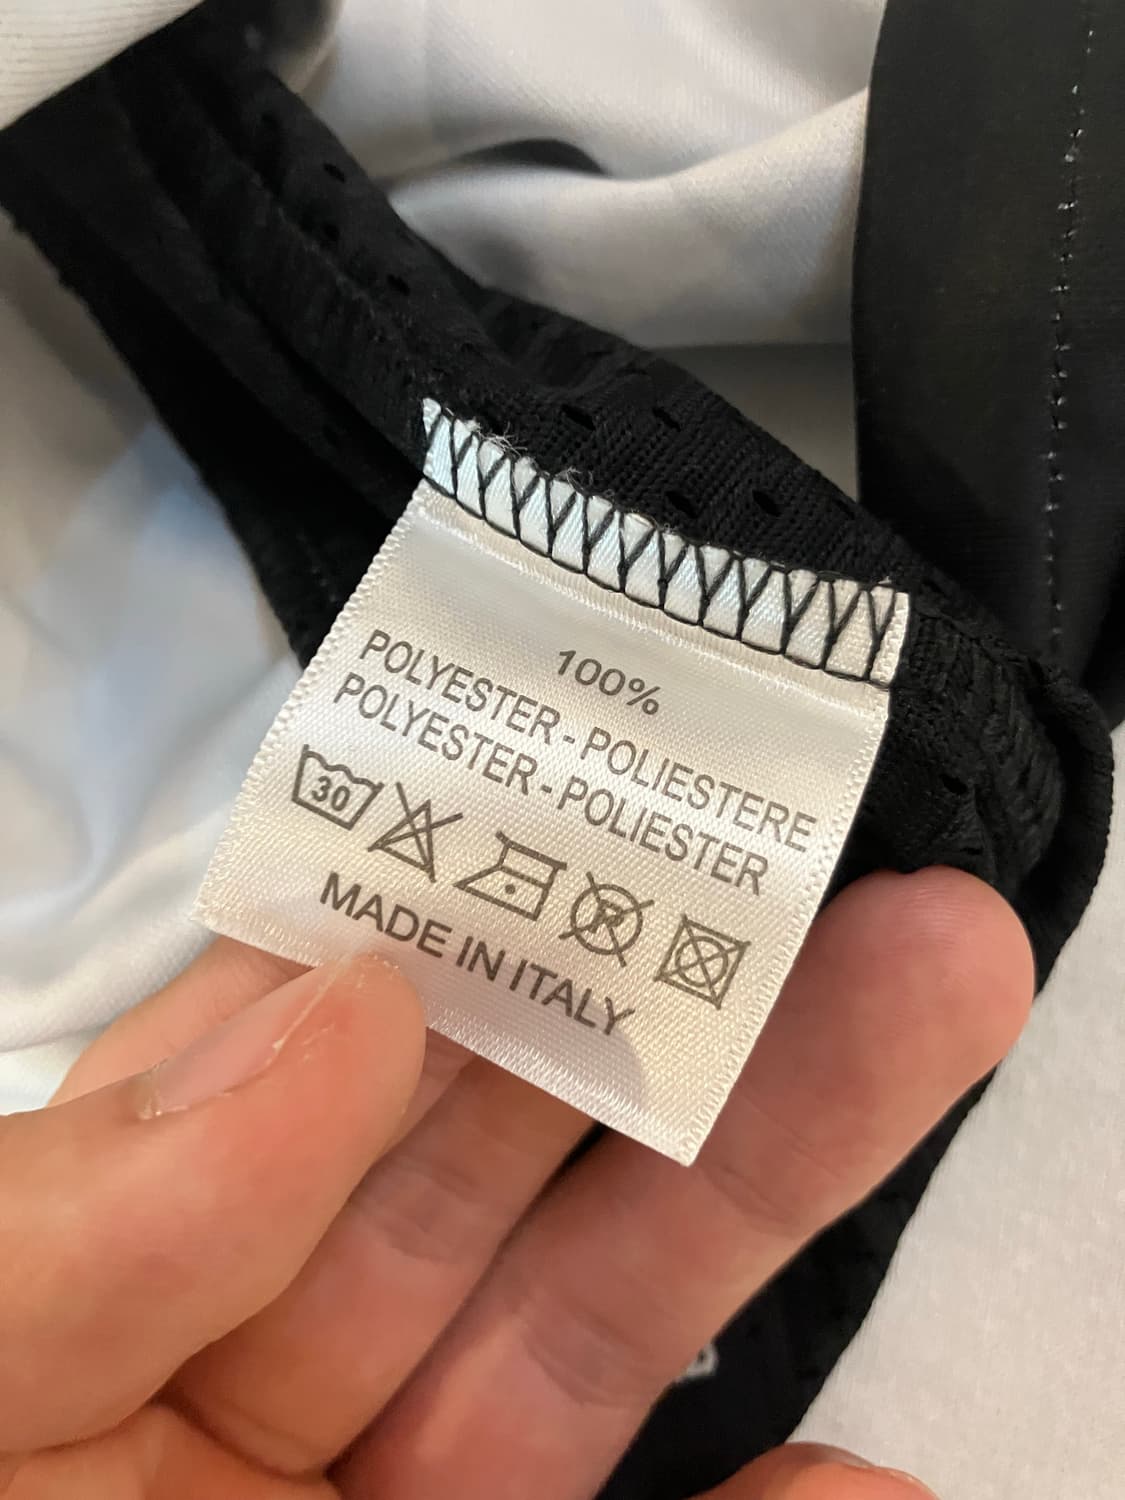 100%
POLYESTER - POLIESTERE
POLYESTER - POLIESTER
30
R
MADE IN ITALY